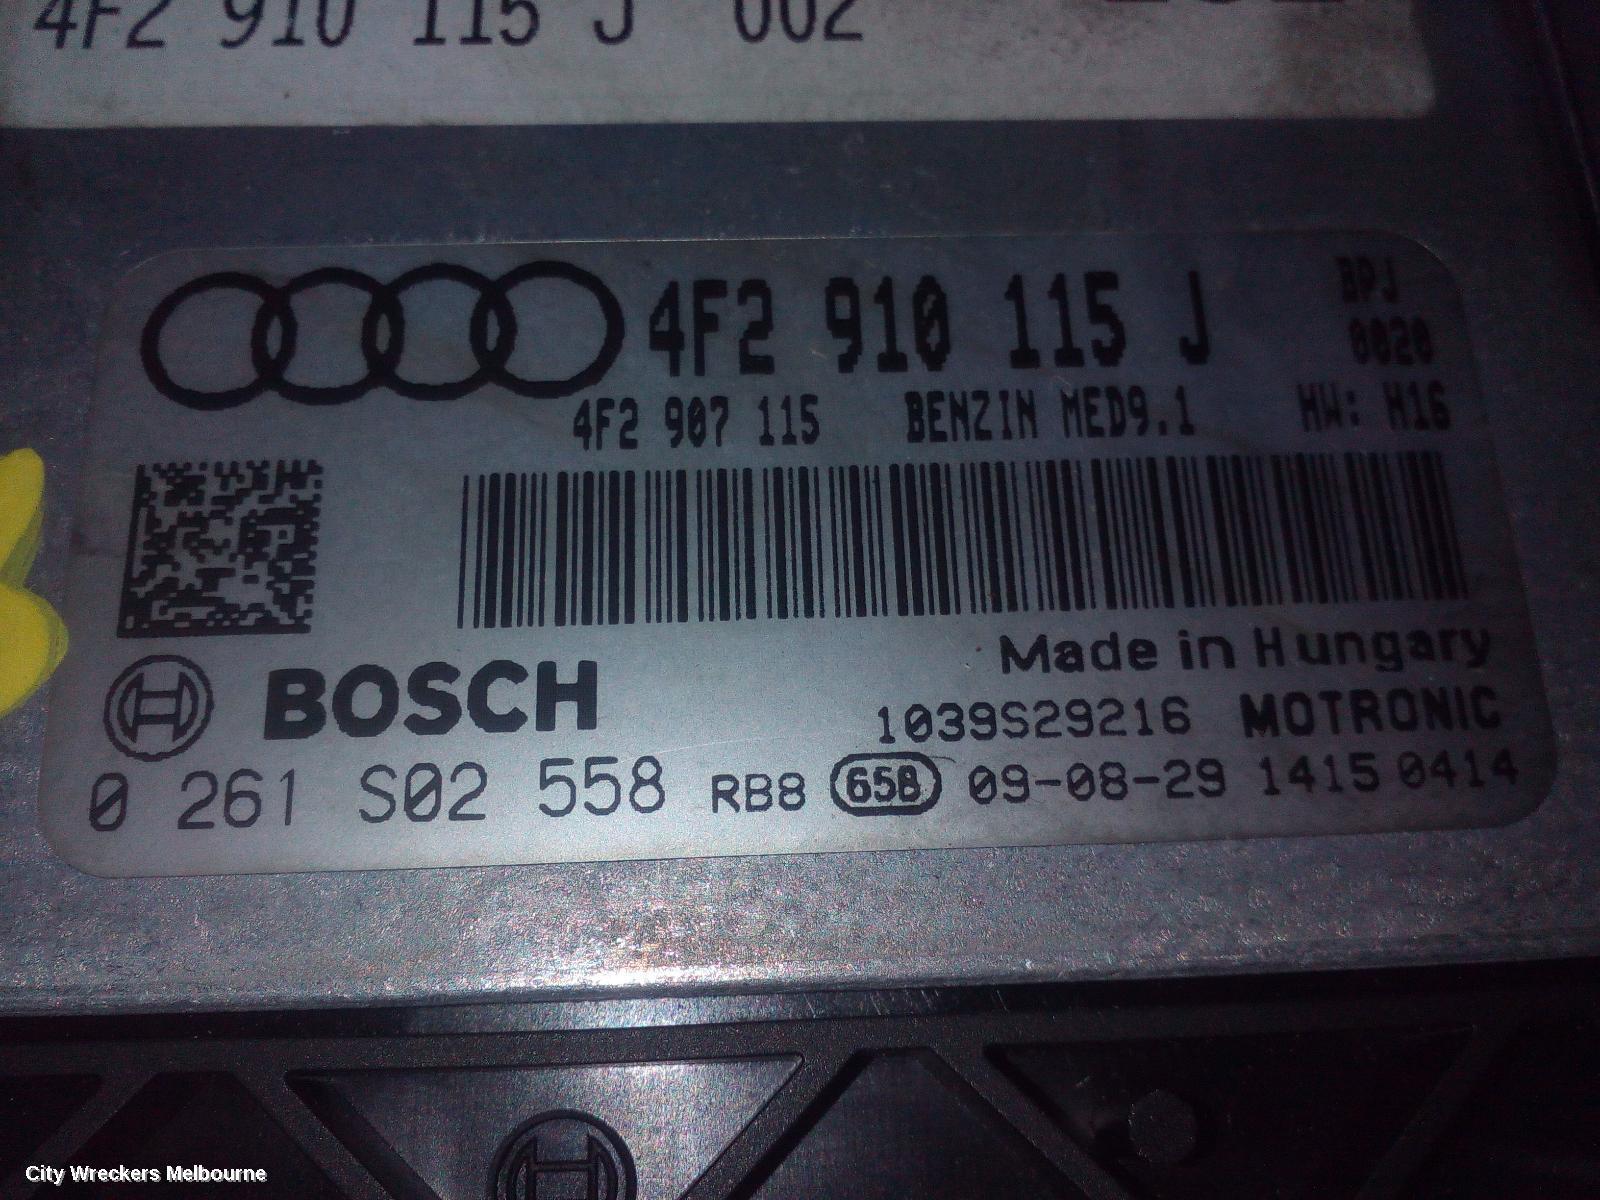 4F2 910 115 J 002
4F2 910 115 J
BPJ
0020
4F2 907 115 BENZIN MED9.1 HW: H16
Made in Hungary
BOSCH
1039S29216 MOTRONIC
0 261 S02 558 RB8 658 09-08-29 1415 0414
City Wreckers Melbourne